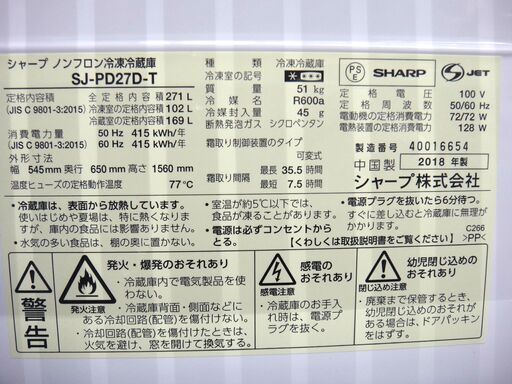 シャープ ノンフロン冷凍冷蔵庫
SJ-PD27D-T
定格内容積 全定格内容積 271 L
(JIS C 9801-3:2015) 冷凍室の定格内容積 102 L
冷蔵室の定格内容積 169 L
消費電力量 50 Hz 415 kWh/年
(JIS C 9801-3:2015) 60 Hz 415 kWh/年
外形寸法
幅 545mm 奥行 650 mm 高さ 1560 mm
温度ヒューズの定格動作温度 77℃
種類 冷凍冷蔵庫
冷凍室の記号
質量 51 kg
冷媒 R600a
冷媒封入量 45 g
断熱発泡ガス シクロペンタン
霜取り制御装置のタイプ
可変式
霜取り間隔 最長 35.5 時間
最短 7.5 時間
PS
E
SHARP
S JET
定格電圧 100 V
定格周波数 50/60 Hz
電動機の定格消費電力 72/72 W
電熱装置の定格消費電力 128 W
製造番号 40016654
中国製 2018 年製
シャープ株式会社
・冷蔵庫は、表面から放熱しています。
使いはじめや夏場は、特に熱くなりますが、庫内の食品には影響ありません。
・水気の多い食品は、棚の奥に置かない。
・室温が約5℃以下では、食品が凍ることがあります。
・電源は必ずコンセントからとる。
・電源プラグを抜いたら6分待つ。
すぐに差し込むと冷蔵庫に無理がかかります。
【くわしくは取扱説明書をご覧ください】
C266
>PP<
警告
発火・爆発のおそれあり
発火注意
・冷蔵庫内で電気製品を使わない。
・冷蔵庫背面・側面などにある冷却回路(配管)を傷付けない。
・冷却回路(配管)を傷付けたときは、火気を避け、窓を開けて換気する。
感電のおそれあり
感電注意
・冷蔵庫のお手入れ時は、電源プラグを抜く。
幼児閉じ込めのおそれあり
閉じ込め注意
・廃棄まで保管するとき、幼児閉じ込めのおそれがある場合は、ドアパッキンをはずす。